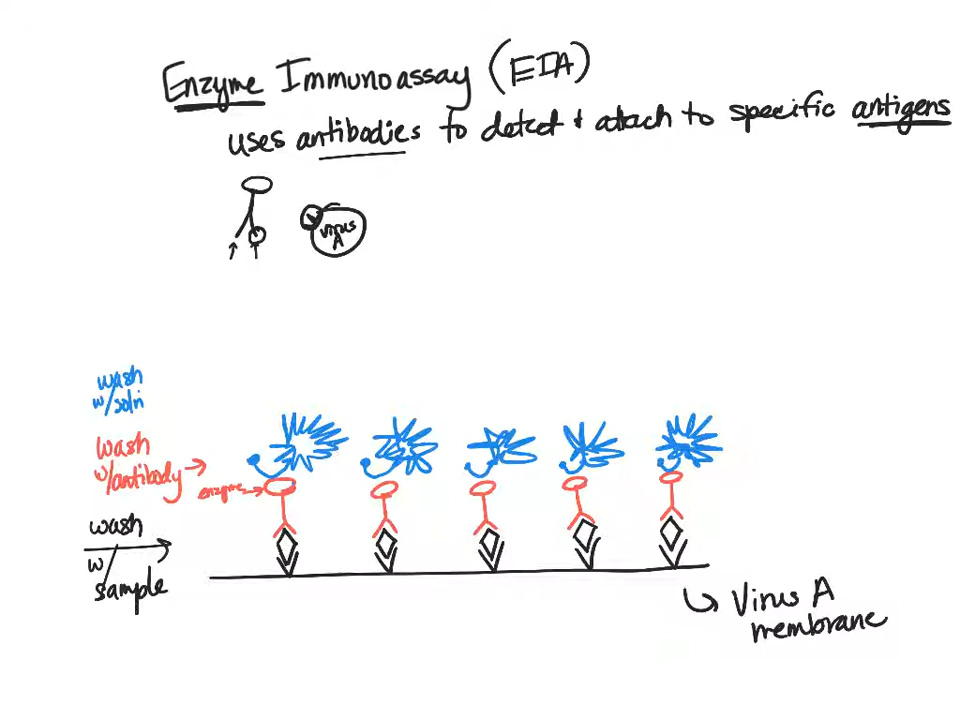 Enzyme Immunoassay (EIA)
uses antibodies to detect + attach to specific antigens
virus
A
wash
w/soln
wash
w/antibody
enzyme
wash
w/
sample
Virus A
membrane